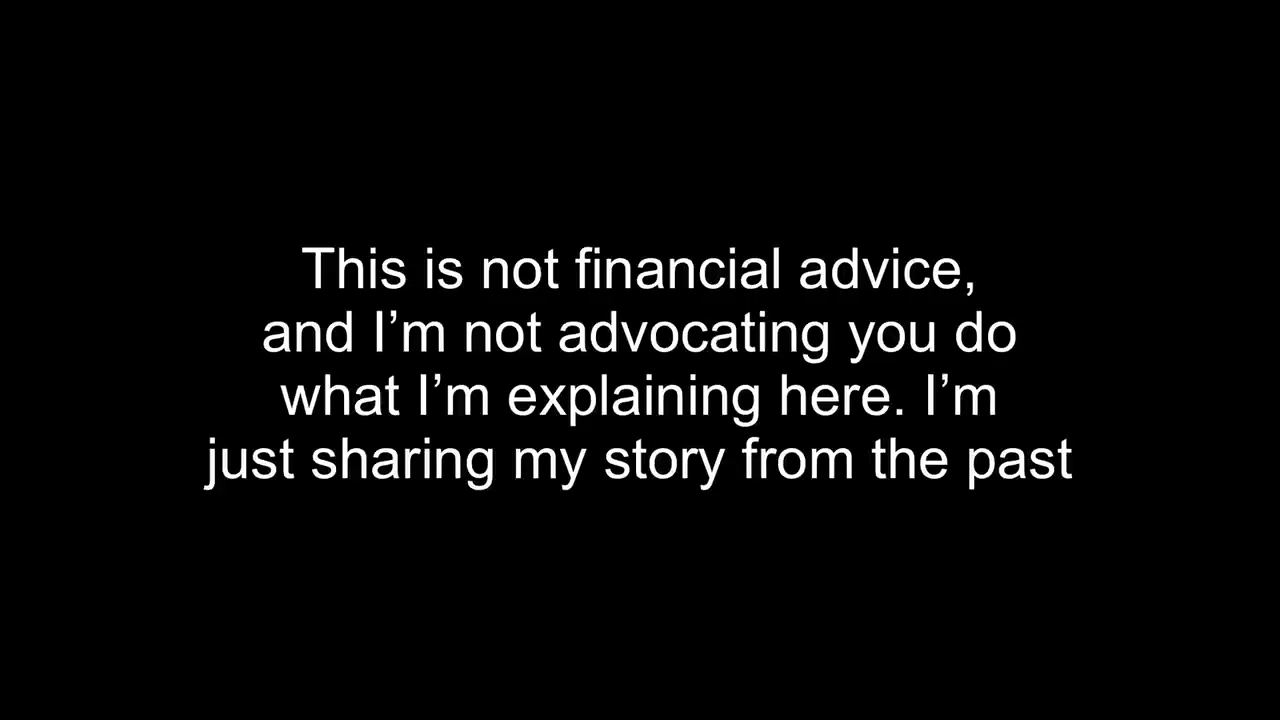 This is not financial advice,
and I’m not advocating you do
what I’m explaining here. I’m
just sharing my story from the past